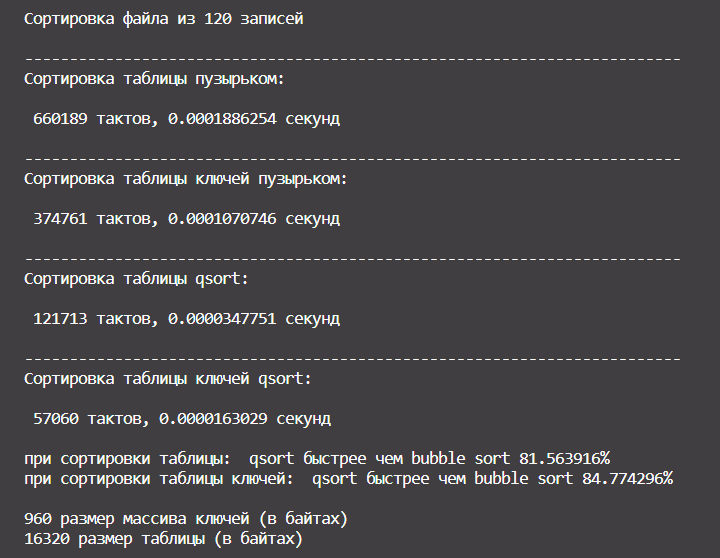 Сортировка файла из 120 записей
-------------------------------------------------------------------------
Сортировка таблицы пузырьком:
660189 тактов, 0.0001886254 секунд
-------------------------------------------------------------------------
Сортировка таблицы ключей пузырьком:
374761 тактов, 0.0001070746 секунд
-------------------------------------------------------------------------
Сортировка таблицы qsort:
121713 тактов, 0.0000347751 секунд
-------------------------------------------------------------------------
Сортировка таблицы ключей qsort:
57060 тактов, 0.0000163029 секунд
при сортировки таблицы:  qsort быстрее чем bubble sort 81.563916%
при сортировки таблицы ключей:  qsort быстрее чем bubble sort 84.774296%
960 размер массива ключей (в байтах)
16320 размер таблицы (в байтах)